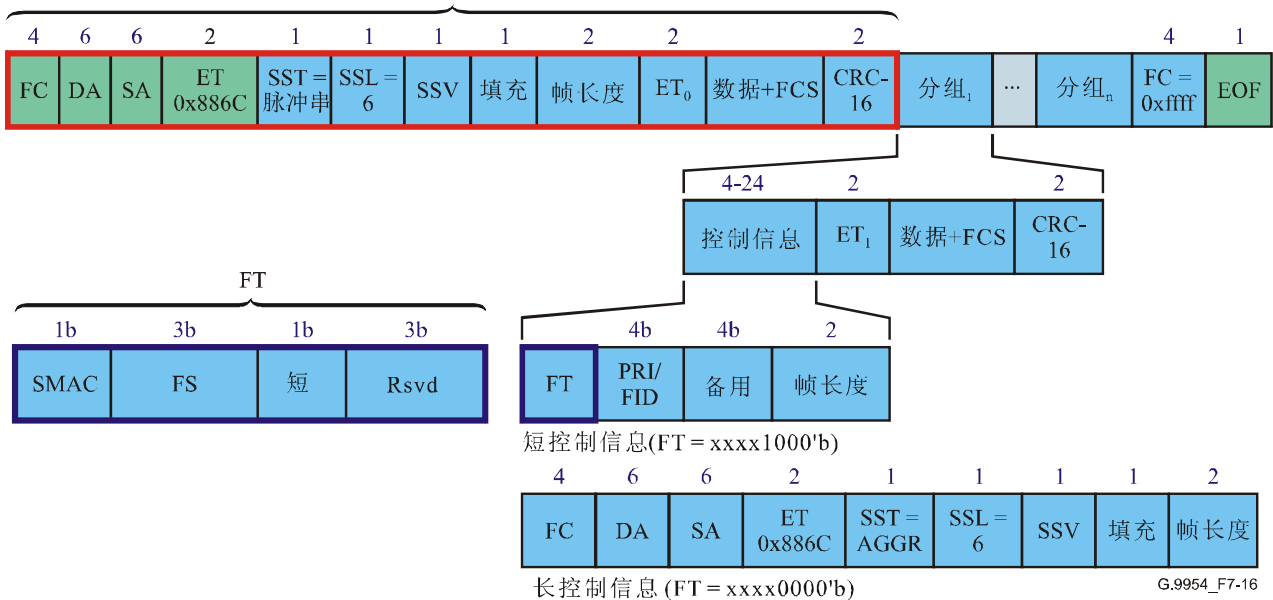 4 6 6 2 1 1 1 1 2 2 2 4 1
FC DA SA ET 0x886C SST = 脉冲串 SSL = 6 SSV 填充 帧长度 ET0 数据+FCS CRC-16 分组1 ... 分组n FC = 0xffff EOF
4-24 2 2
控制信息 ET1 数据+FCS CRC-16
FT
1b 3b 1b 3b
SMAC FS 短 Rsvd
4b 4b 2
FT PRI/FID 备用 帧长度
短控制信息(FT = xxxx1000'b)
4 6 6 2 1 1 1 1 2
FC DA SA ET 0x886C SST = AGGR SSL = 6 SSV 填充 帧长度
长控制信息(FT = xxxx0000'b)
G.9954_F7-16